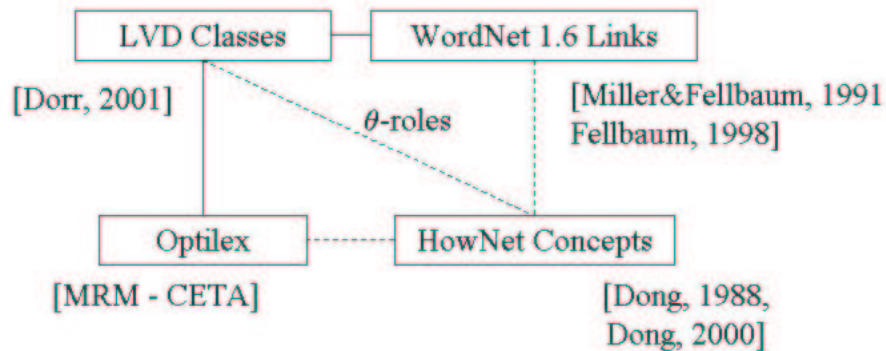 LVD Classes
WordNet 1.6 Links
[Dorr, 2001]
[Miller&Fellbaum, 1991
Fellbaum, 1998]
θ-roles
Optilex
HowNet Concepts
[MRM - CETA]
[Dong, 1988,
Dong, 2000]